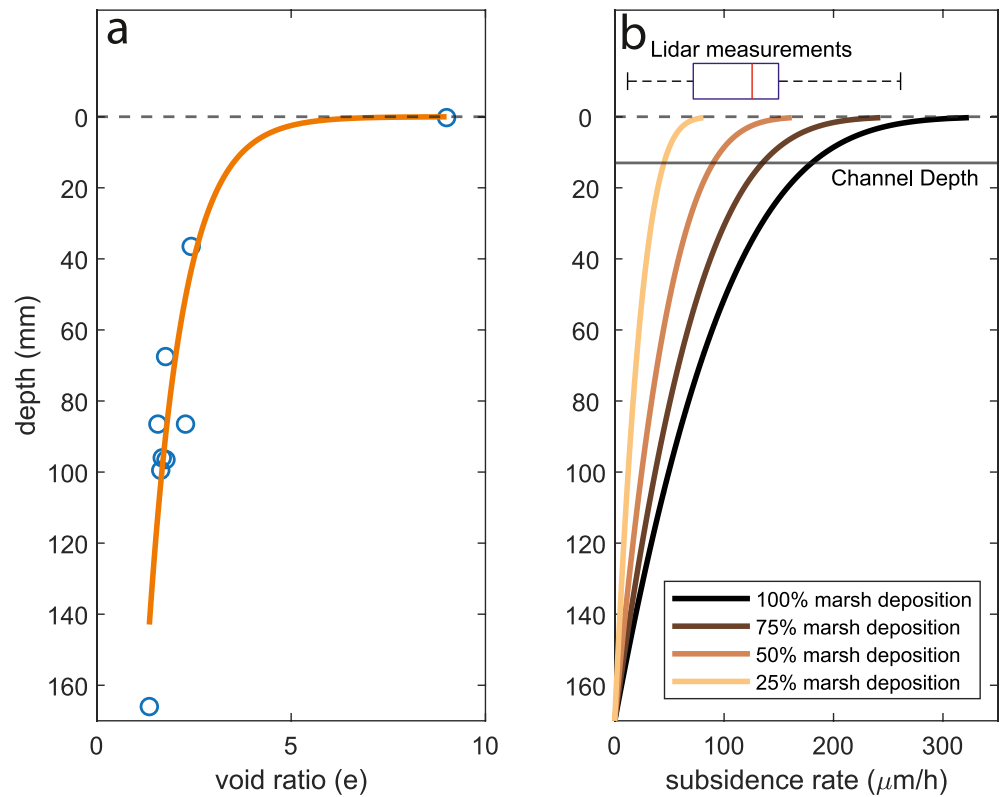 a
0
20
40
60
80
100
120
140
160
depth (mm)
0
5
10
void ratio (e)
b
Lidar measurements
0
20
40
60
80
100
120
140
160
Channel Depth
100% marsh deposition
75% marsh deposition
50% marsh deposition
25% marsh deposition
0
100
200
300
subsidence rate (μm/h)